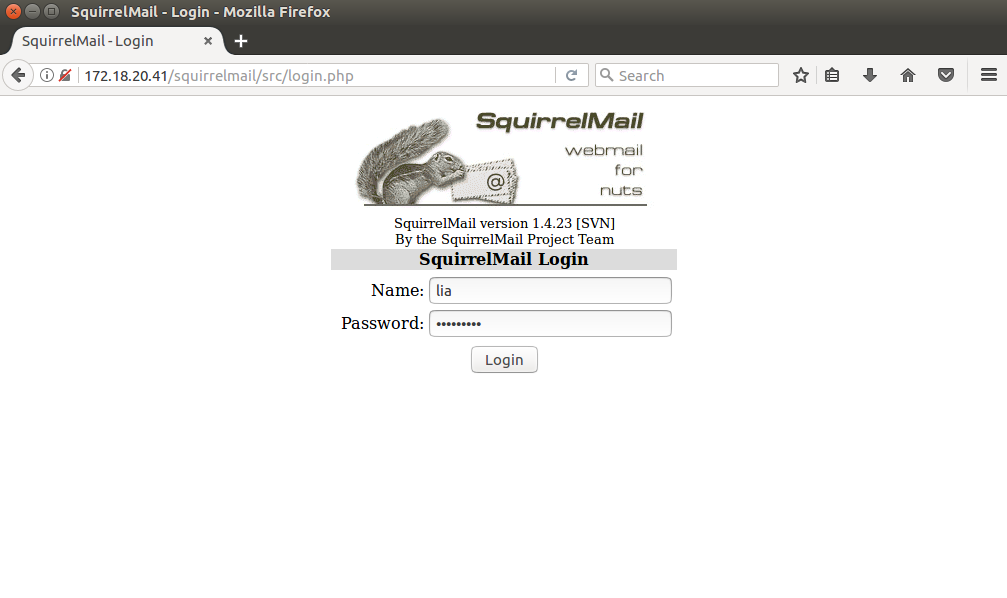 SquirrelMail - Login - Mozilla Firefox
SquirrelMail - Login
172.18.20.41/squirrelmail/src/login.php
Search
SquirrelMail
webmail
for
nuts
@
SquirrelMail version 1.4.23 [SVN]
By the SquirrelMail Project Team
SquirrelMail Login
Name: lia
Password: •••••••••
Login